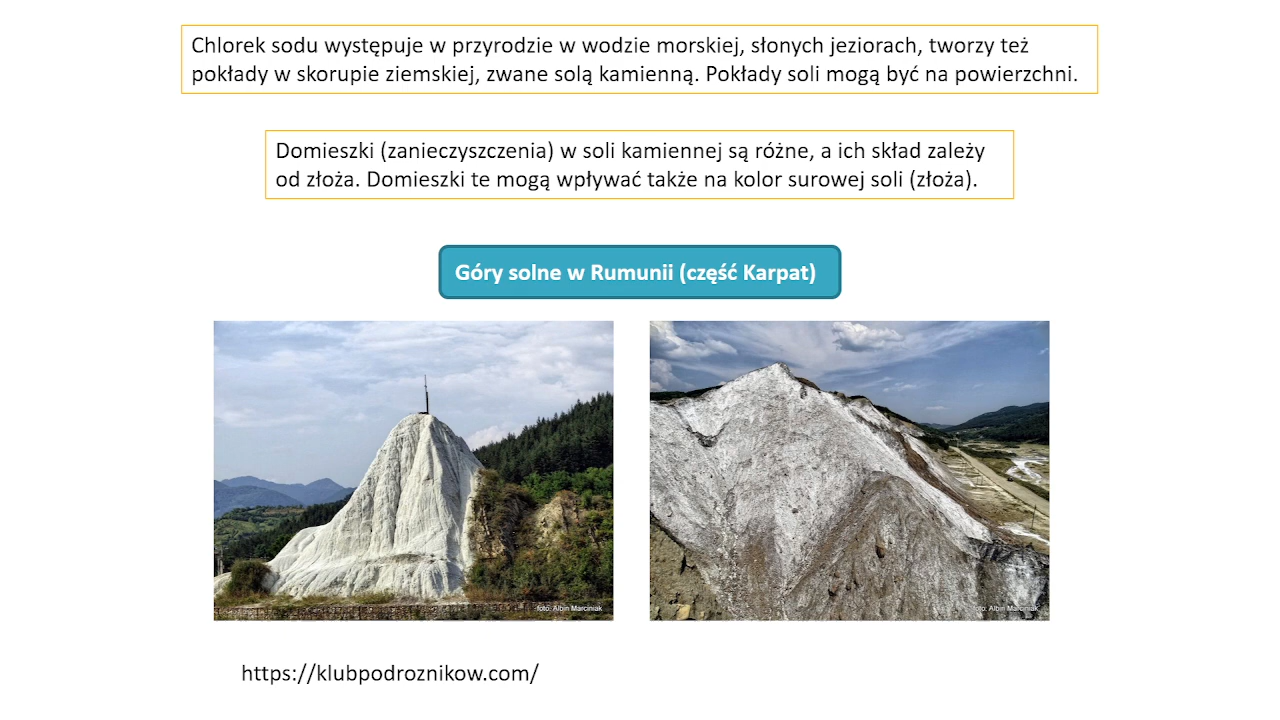 Chlorek sodu występuje w przyrodzie w wodzie morskiej, słonych jeziorach, tworzy też
pokłady w skorupie ziemskiej, zwane solą kamienną. Pokłady soli mogą być na powierzchni.
Domieszki (zanieczyszczenia) w soli kamiennej są różne, a ich skład zależy
od złoża. Domieszki te mogą wpływać także na kolor surowej soli (złoża).
Góry solne w Rumunii (część Karpat)
foto: Albin Marciniak
foto: Albin Marciniak
https://klubpodroznikow.com/